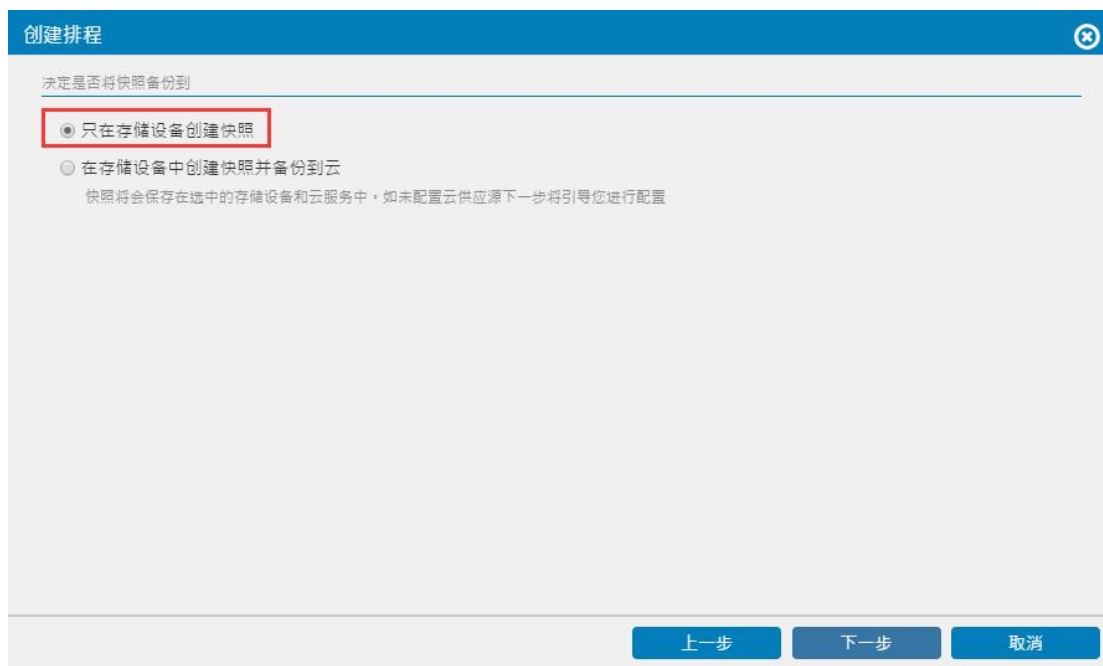 创建排程
决定是否将快照备份到
只在存储设备创建快照
在存储设备中创建快照并备份到云
快照将会保存在选中的存储设备和云服务中，如未配置云供应源下一步将引导您进行配置
上一步
下一步
取消